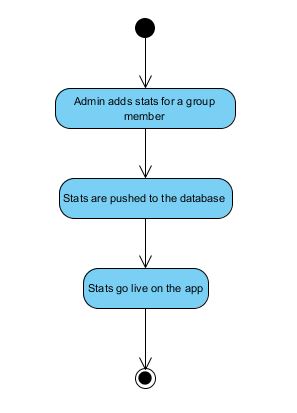 Admin adds stats for a group
member
Stats are pushed to the database
Stats go live on the app